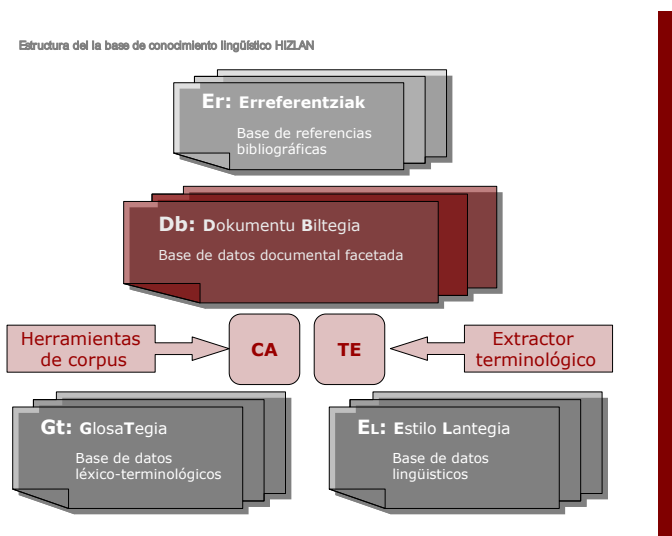 Estructura del la base de conocimiento lingüístico HIZLAN
Er: Erreferentziak
Base de referencias
bibliográficas
Db: Dokumentu Biltegia
Base de datos documental facetada
Herramientas
de corpus
CA
TE
Extractor
terminológico
Gt: GlosaTegia
Base de datos
léxico-terminológicos
EL: Estilo Lantegia
Base de datos
lingüisticos